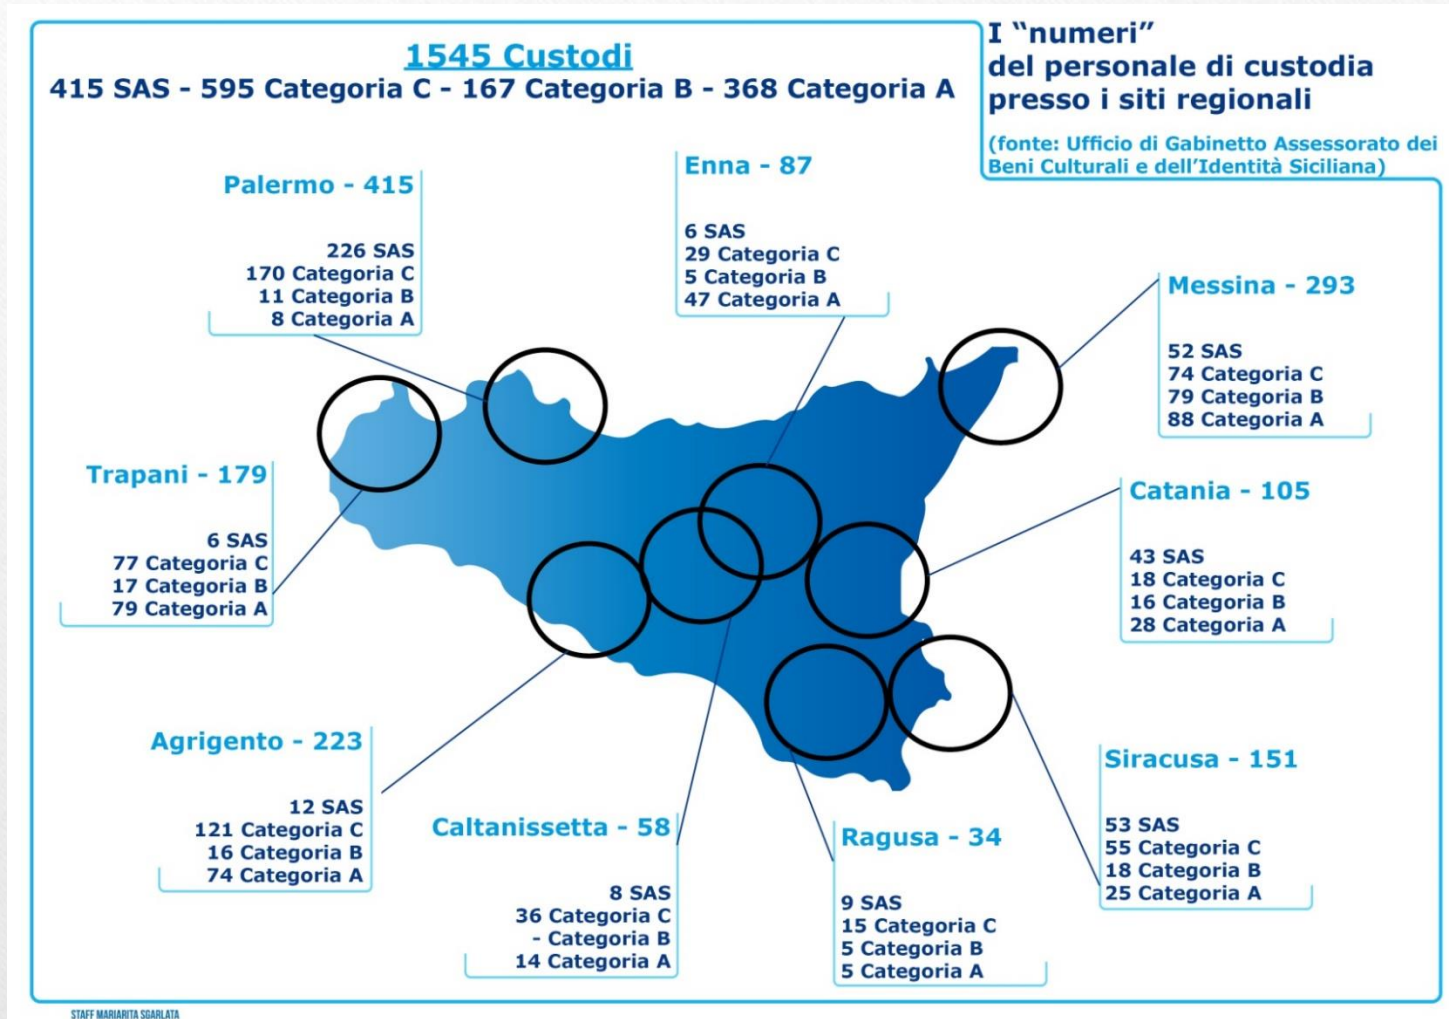 1545 Custodi
415 SAS - 595 Categoria C - 167 Categoria B - 368 Categoria A
I “numeri”
del personale di custodia
presso i siti regionali
(fonte: Ufficio di Gabinetto Assessorato dei
Beni Culturali e dell’Identità Siciliana)
Palermo - 415
226 SAS
170 Categoria C
11 Categoria B
8 Categoria A
Enna - 87
6 SAS
29 Categoria C
5 Categoria B
47 Categoria A
Messina - 293
52 SAS
74 Categoria C
79 Categoria B
88 Categoria A
Trapani - 179
6 SAS
77 Categoria C
17 Categoria B
79 Categoria A
Catania - 105
43 SAS
18 Categoria C
16 Categoria B
28 Categoria A
Agrigento - 223
12 SAS
121 Categoria C
16 Categoria B
74 Categoria A
Caltanissetta - 58
8 SAS
36 Categoria C
- Categoria B
14 Categoria A
Ragusa - 34
9 SAS
15 Categoria C
5 Categoria B
5 Categoria A
Siracusa - 151
53 SAS
55 Categoria C
18 Categoria B
25 Categoria A
STAFF MARIARITA SGARLATA